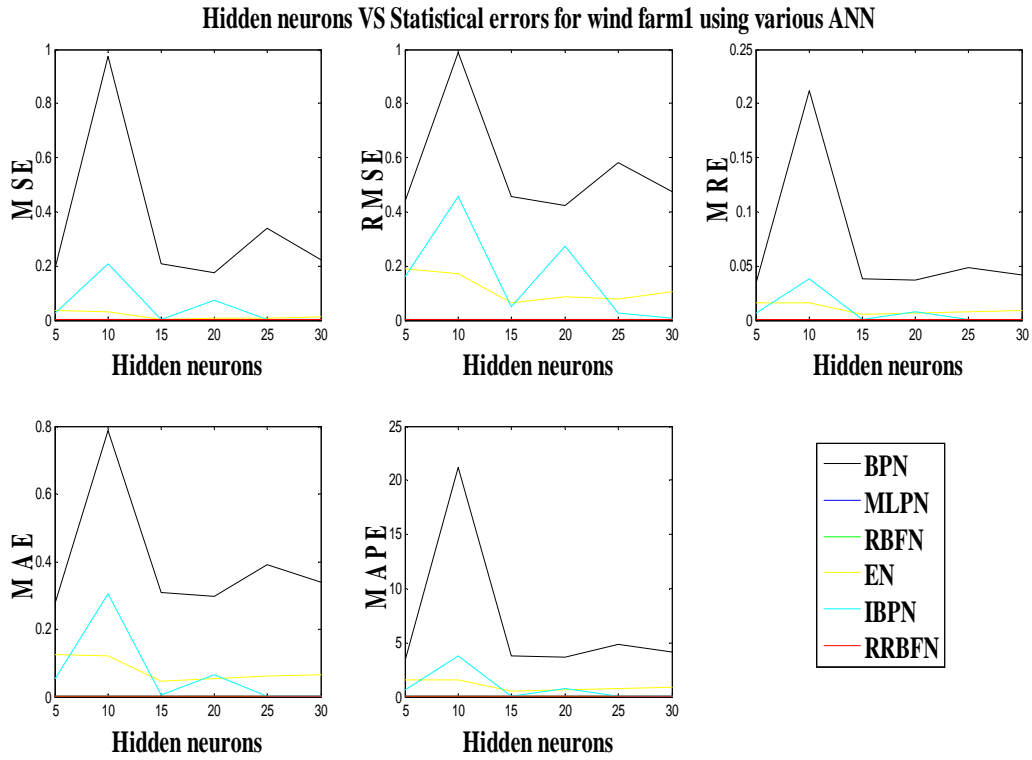 Hidden neurons VS Statistical errors for wind farm1 using various ANN
1
0.8
0.6
0.4
0.2
0
MSE
5 10 15 20 25 30
Hidden neurons
1
0.8
0.6
0.4
0.2
0
RMSE
5 10 15 20 25 30
Hidden neurons
0.25
0.2
0.15
0.1
0.05
0
MRE
5 10 15 20 25 30
Hidden neurons
0.8
0.6
0.4
0.2
0
MAE
5 10 15 20 25 30
Hidden neurons
25
20
15
10
5
0
MAPE
5 10 15 20 25 30
Hidden neurons
BPN
MLPN
RBFN
EN
IBPN
RRBFN